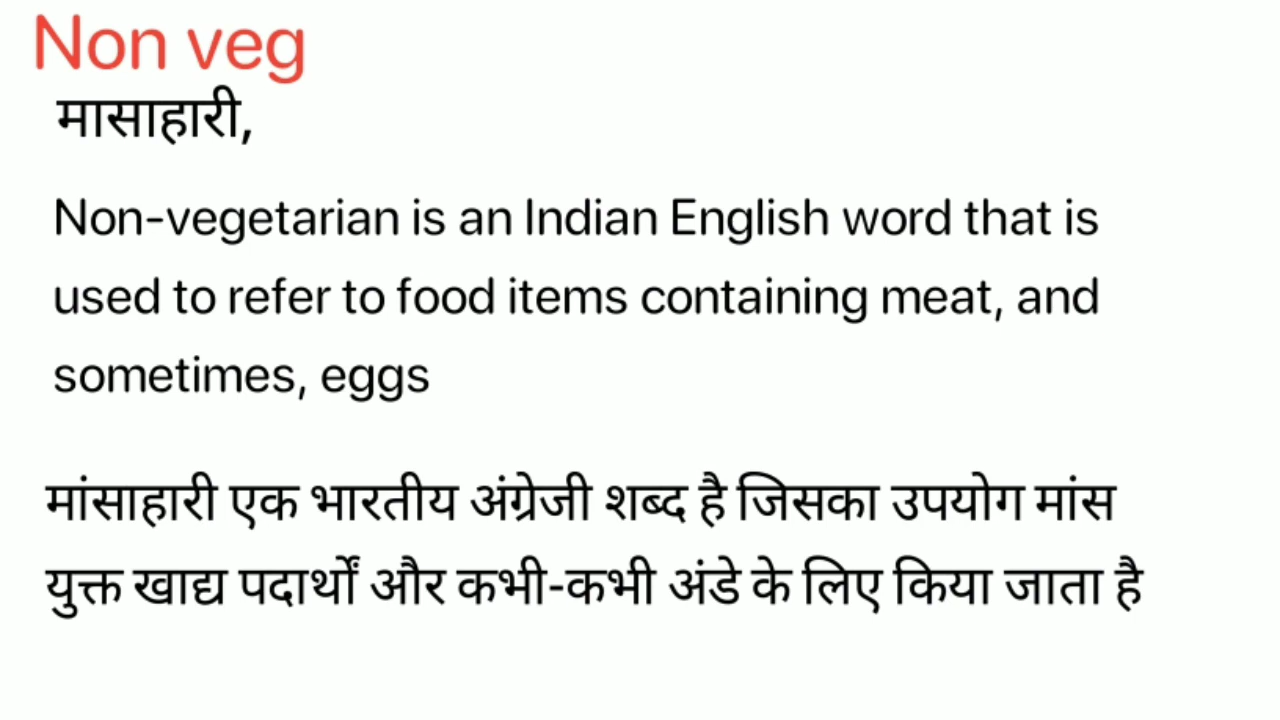 Non veg
मासाहारी,
Non-vegetarian is an Indian English word that is
used to refer to food items containing meat, and
sometimes, eggs
मांसाहारी एक भारतीय अंग्रेजी शब्द है जिसका उपयोग मांस
युक्त खाद्य पदार्थों और कभी-कभी अंडे के लिए किया जाता है